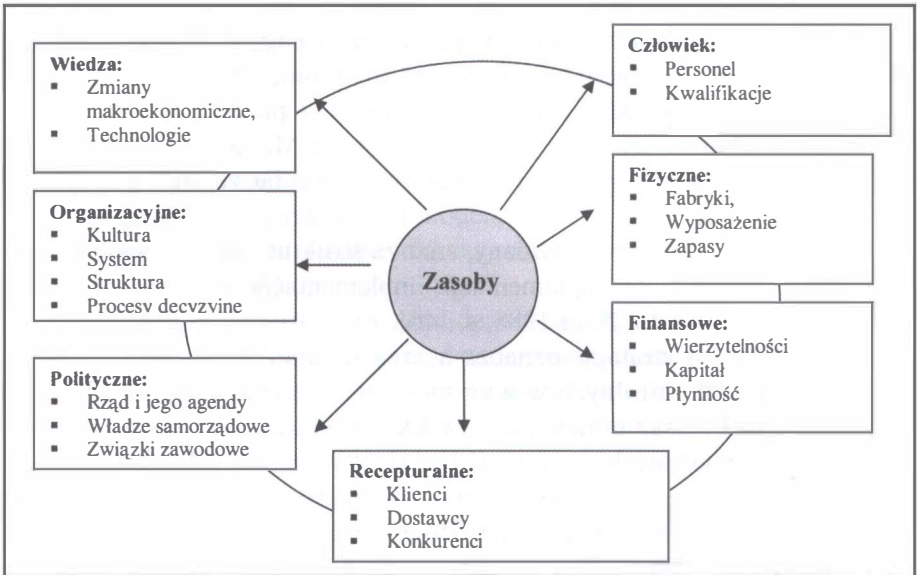 Wiedza:
▪ Zmiany
makroekonomiczne,
▪ Technologie
Człowiek:
▪ Personel
▪ Kwalifikacje
Organizacyjne:
▪ Kultura
▪ System
▪ Struktura
▪ Procesy decyzyjne
Zasoby
Fizyczne:
▪ Fabryki,
▪ Wyposażenie
▪ Zapasy
Polityczne:
▪ Rząd i jego agendy
▪ Władze samorządowe
▪ Związki zawodowe
Finansowe:
▪ Wierzytelności
▪ Kapitał
▪ Płynność
Recepturalne:
▪ Klienci
▪ Dostawcy
▪ Konkurenci